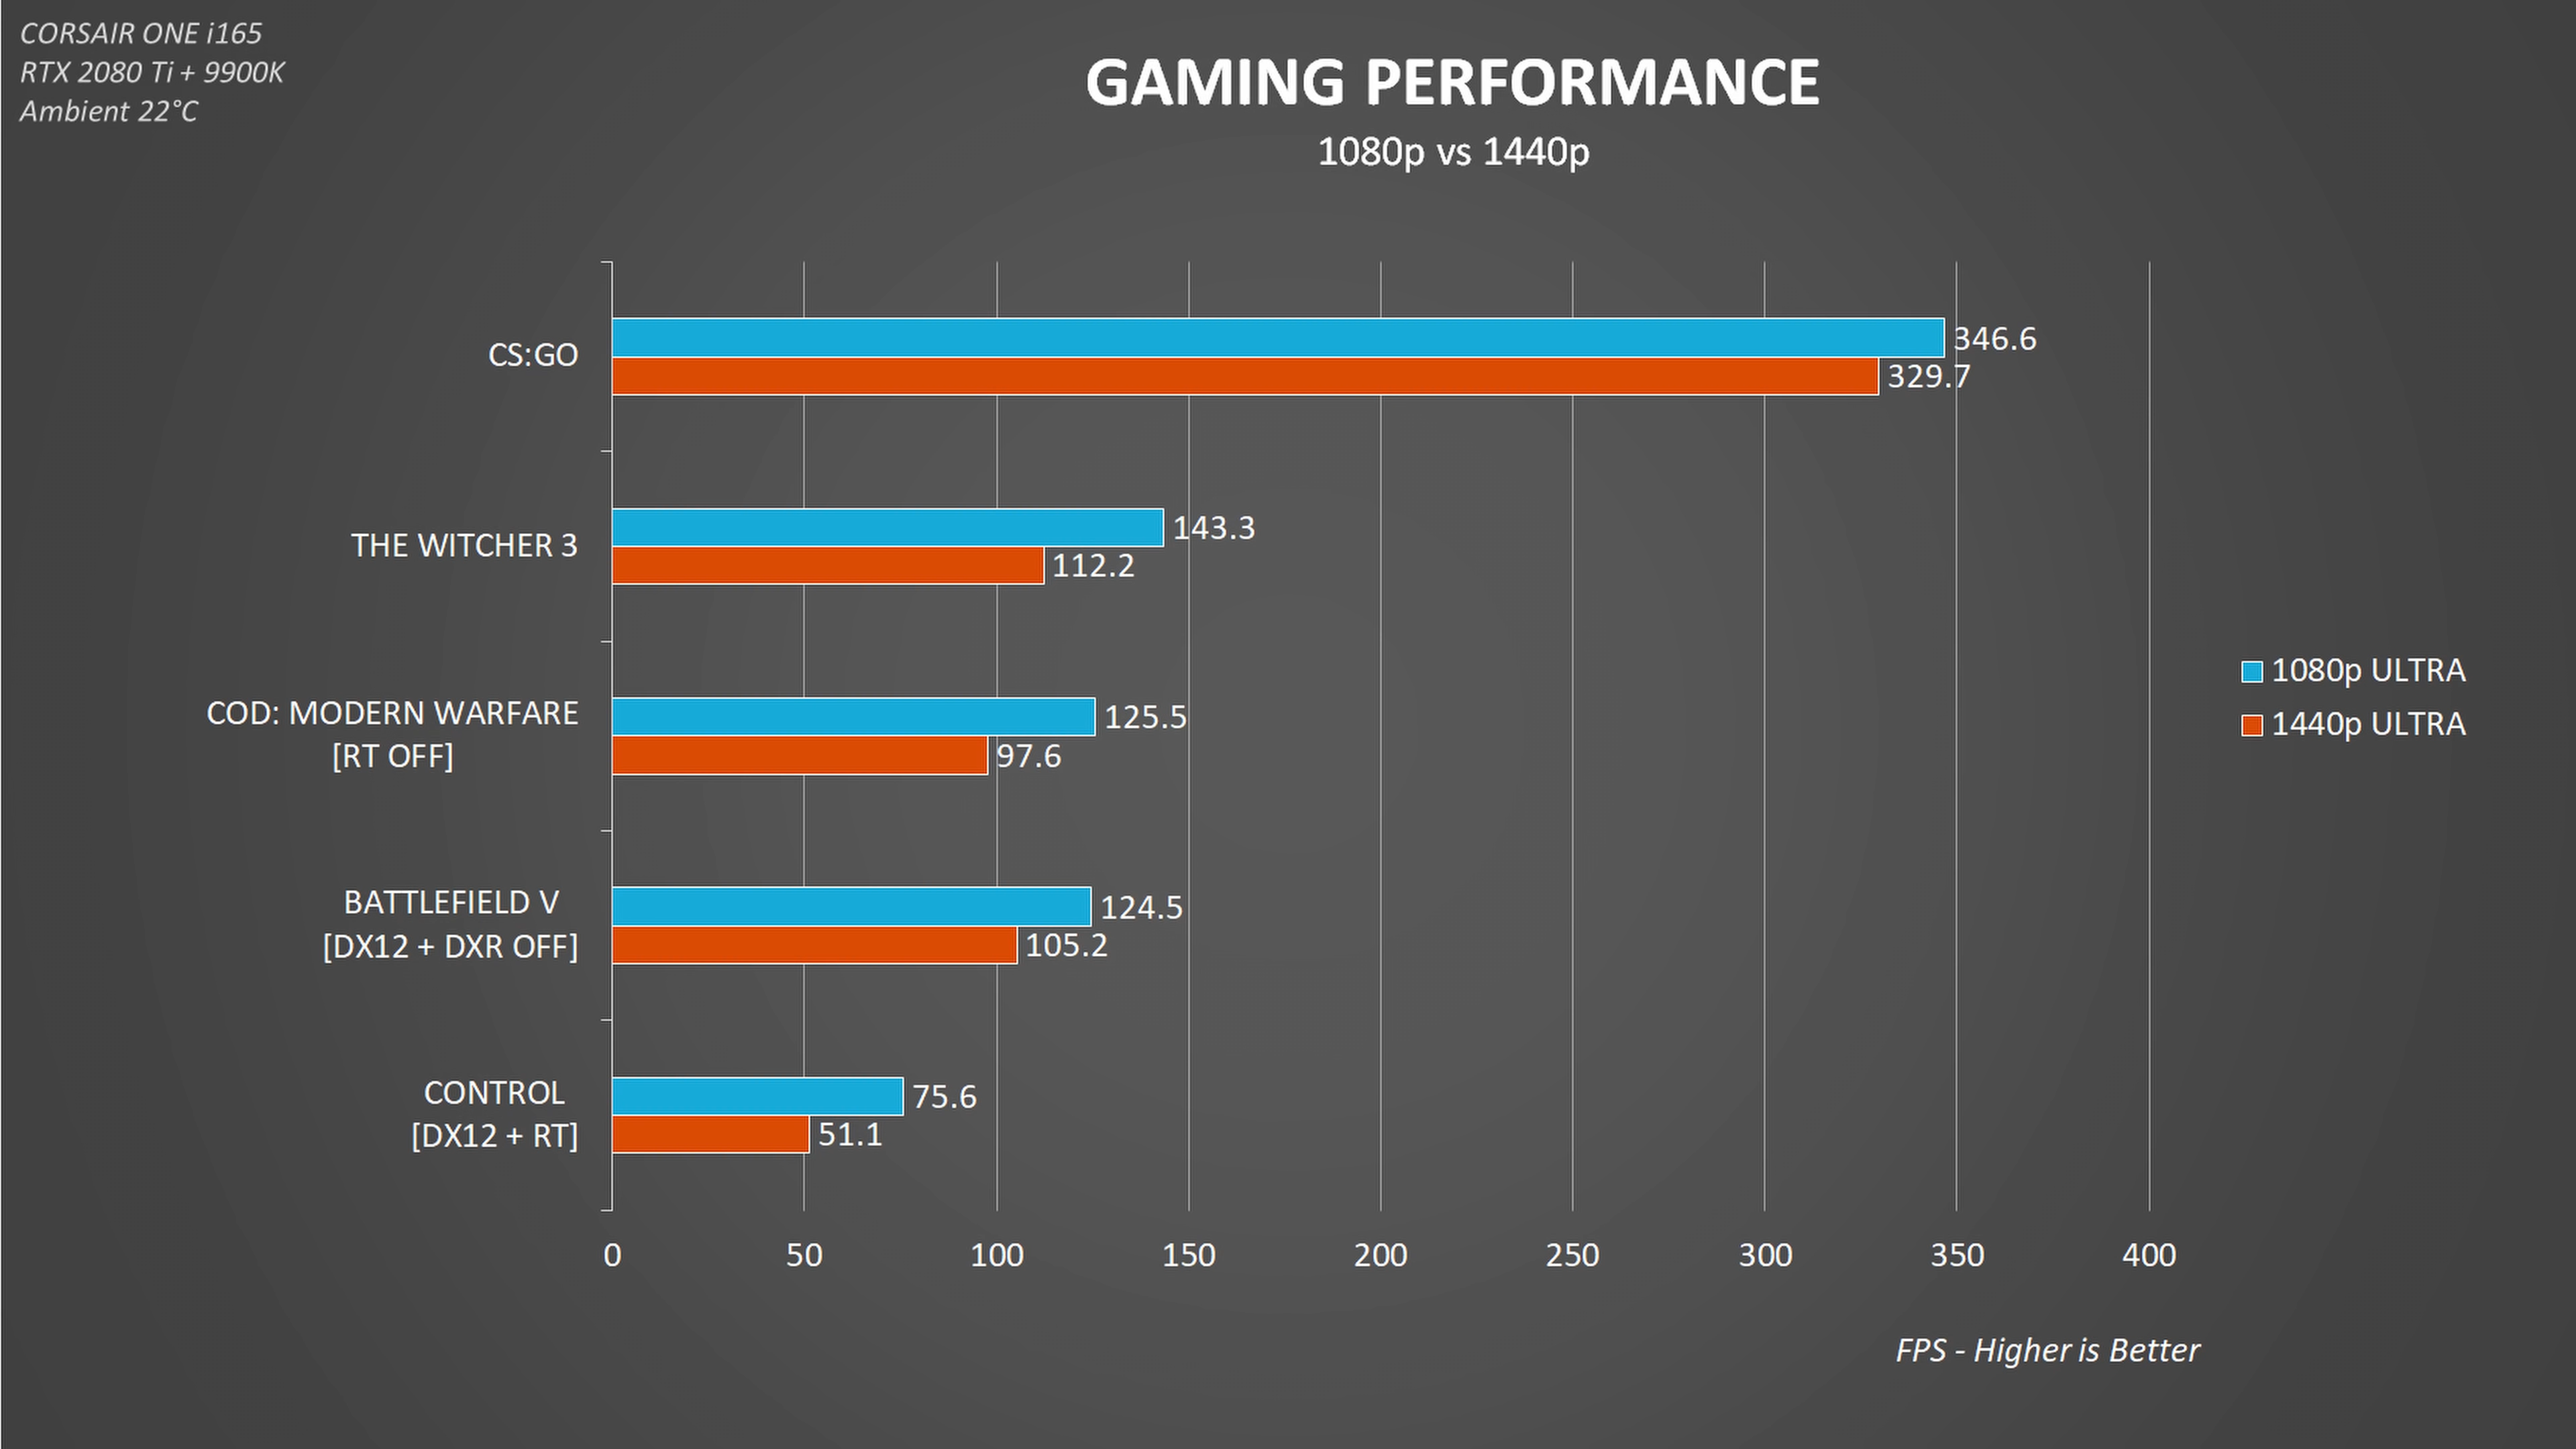 CORSAIR ONE i165
RTX 2080 Ti + 9900K
Ambient 22°C
GAMING PERFORMANCE
1080p vs 1440p
CS:GO
346.6
329.7
THE WITCHER 3
143.3
112.2
COD: MODERN WARFARE
[RT OFF]
125.5
97.6
BATTLEFIELD V
[DX12 + DXR OFF]
124.5
105.2
CONTROL
[DX12 + RT]
75.6
51.1
1080p ULTRA
1440p ULTRA
0 50 100 150 200 250 300 350 400
FPS - Higher is Better